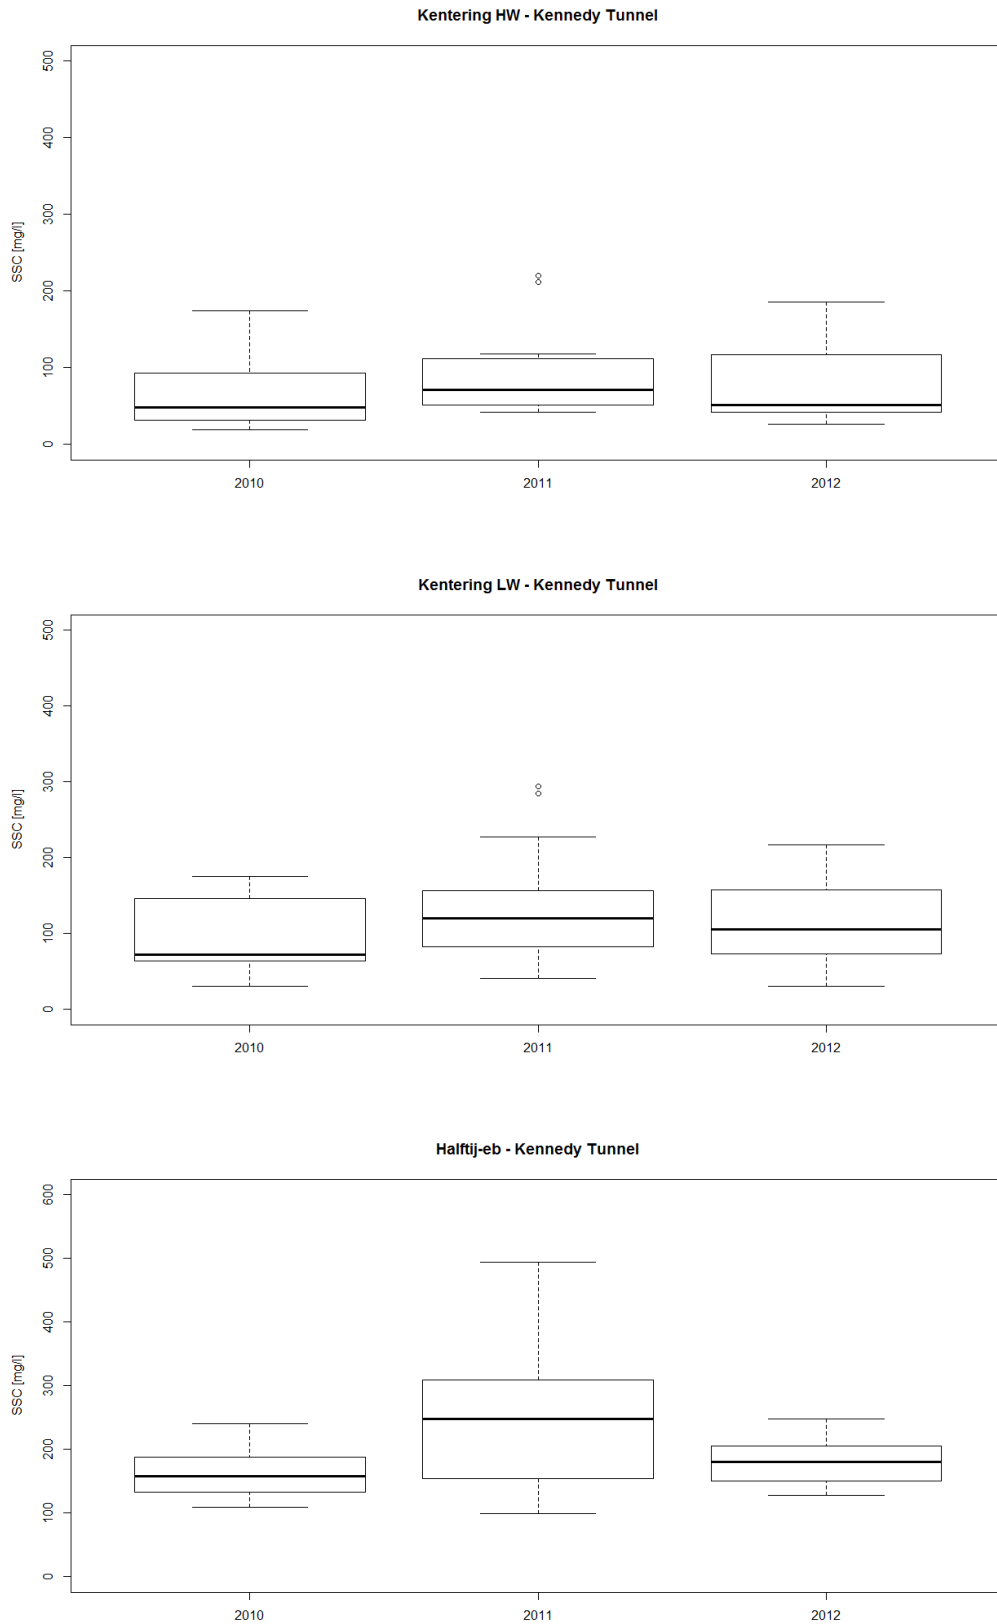 Kentering HW - Kennedy Tunnel
500
400
300
200
100
0
SSC [mg/l]
2010 2011 2012
Kentering LW - Kennedy Tunnel
500
400
300
200
100
0
SSC [mg/l]
2010 2011 2012
Halftij-eb - Kennedy Tunnel
600
500
400
300
200
100
0
SSC [mg/l]
2010 2011 2012